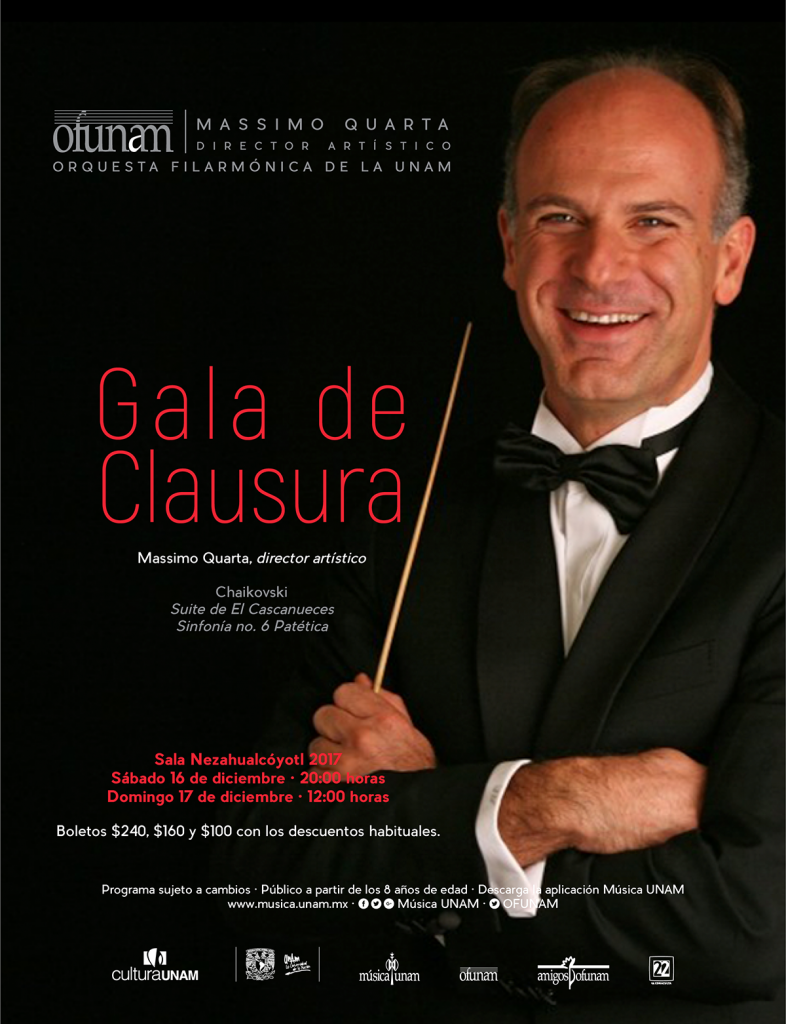 ofunam
MASSIMO QUARTA
DIRECTOR ARTÍSTICO
ORQUESTA FILARMÓNICA DE LA UNAM
Gala de
Clausura
Massimo Quarta, director artístico
Chaikovski
Suite de El Cascanueces
Sinfonía no. 6 Patética
Sala Nezahualcóyotl 2017
Sábado 16 de diciembre · 20:00 horas
Domingo 17 de diciembre · 12:00 horas
Boletos $240, $160 y $100 con los descuentos habituales.
Programa sujeto a cambios · Público a partir de los 8 años de edad · Descarga la aplicación Música UNAM
www.musica.unam.mx · Música UNAM · OFUNAM
culturaUNAM
música unam
ofunam
amigos ofunam
22